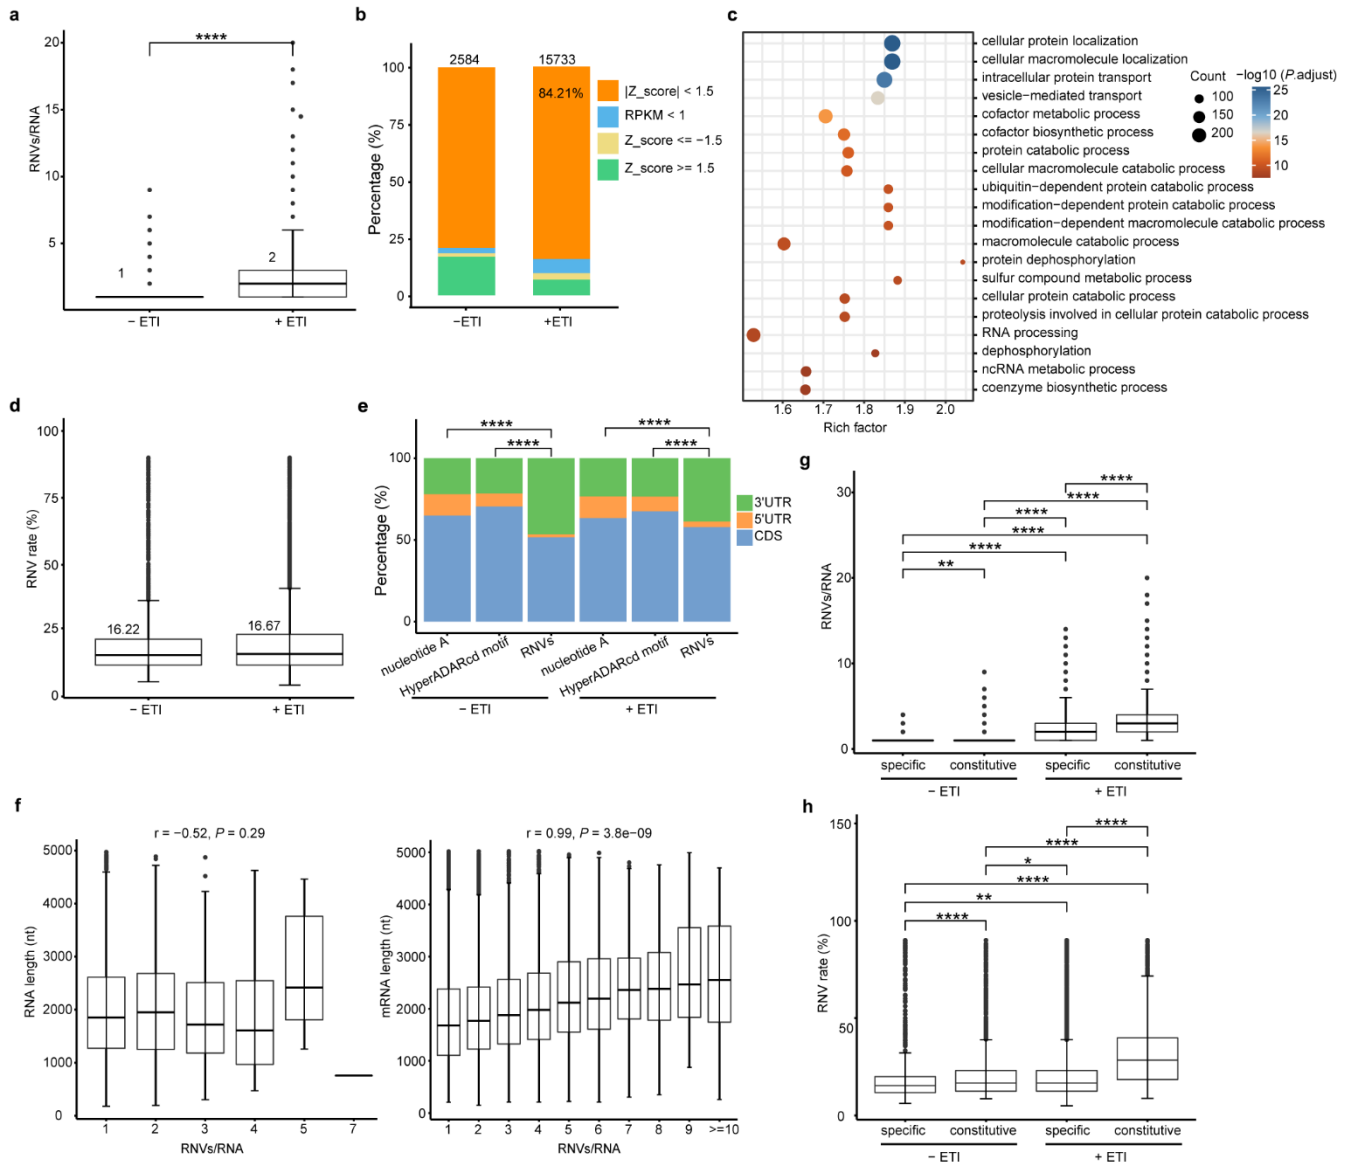 a
****
20
15
10
5
RNVs/RNA
1
2
− ETI
+ ETI
b
2584
15733
84.21%
100
75
50
25
0
Percentage (%)
−ETI
+ETI
|Z_score| < 1.5
RPKM < 1
Z_score <= −1.5
Z_score >= 1.5
c
cellular protein localization
cellular macromolecule localization
intracellular protein transport
vesicle−mediated transport
cofactor metabolic process
cofactor biosynthetic process
protein catabolic process
cellular macromolecule catabolic process
ubiquitin−dependent protein catabolic process
modification−dependent protein catabolic process
modification−dependent macromolecule catabolic process
macromolecule catabolic process
protein dephosphorylation
sulfur compound metabolic process
cellular protein catabolic process
proteolysis involved in cellular protein catabolic process
RNA processing
dephosphorylation
ncRNA metabolic process
coenzyme biosynthetic process
1.6 1.7 1.8 1.9 2.0
Rich factor
Count
100
150
200
−log10 (P.adjust)
25
20
15
10
d
100
75
50
25
0
RNV rate (%)
16.22
16.67
− ETI
+ ETI
e
****
****
****
****
100
50
0
Percentage (%)
nucleotide A
HyperADARcd motif
RNVs
nucleotide A
HyperADARcd motif
RNVs
− ETI
+ ETI
3'UTR
5'UTR
CDS
f
r = −0.52, P = 0.29
5000
4000
3000
2000
1000
0
RNA length (nt)
1 2 3 4 5 7
RNVs/RNA
r = 0.99, P = 3.8e−09
5000
4000
3000
2000
1000
0
mRNA length (nt)
1 2 3 4 5 6 7 8 9 >=10
RNVs/RNA
g
****
****
****
****
****
**
30
20
10
0
RNVs/RNA
specific constitutive specific constitutive
− ETI
+ ETI
h
****
****
*
****
**
****
150
100
50
0
RNV rate (%)
specific constitutive specific constitutive
− ETI
+ ETI